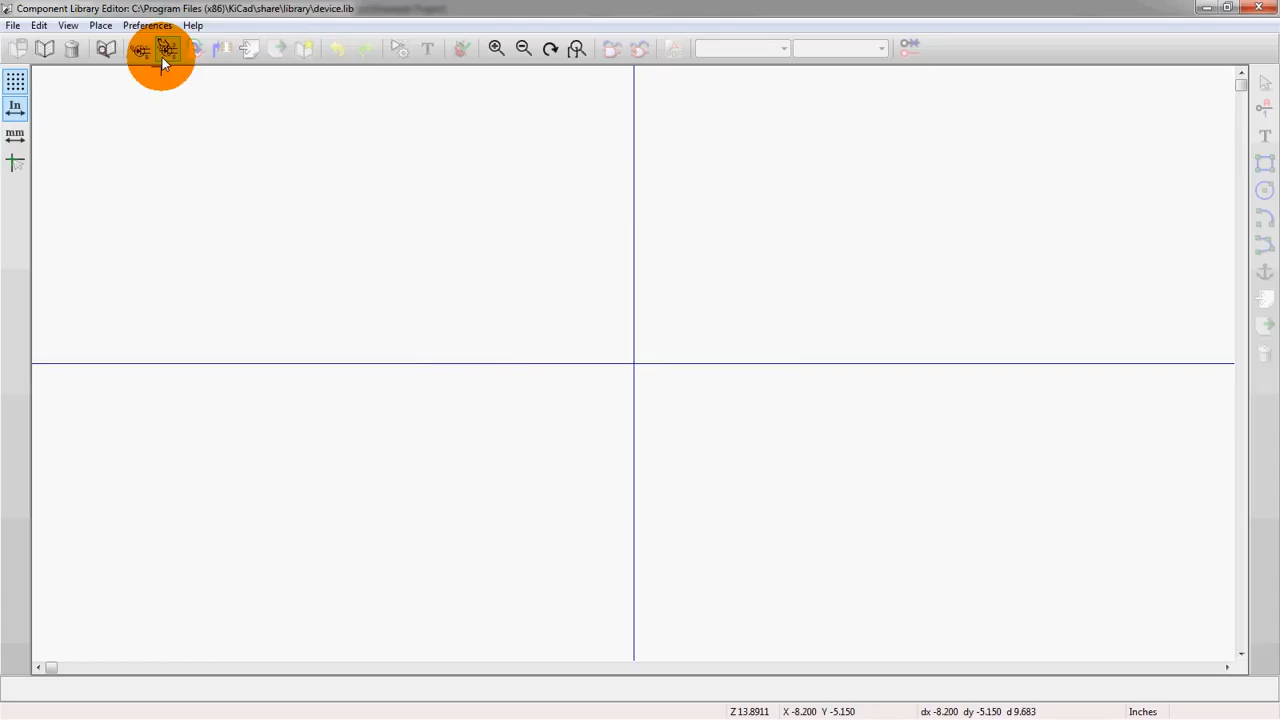 Component Library Editor: C:\Program Files (x86)\KiCad\share\library\device.lib
File Edit View Place Preferences Help
T
In
mm
T
Z 13.8911 X -8.200 Y -5.150 dx -8.200 dy -5.150 d 9.683 Inches